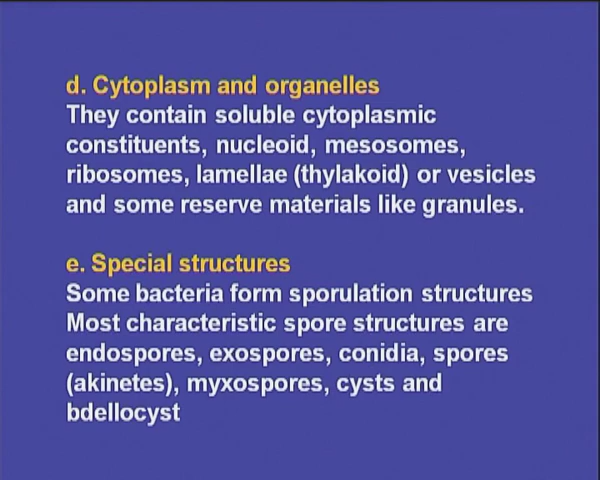 d. Cytoplasm and organelles
They contain soluble cytoplasmic
constituents, nucleoid, mesosomes,
ribosomes, lamellae (thylakoid) or vesicles
and some reserve materials like granules.
e. Special structures
Some bacteria form sporulation structures
Most characteristic spore structures are
endospores, exospores, conidia, spores
(akinetes), myxospores, cysts and
bdellocyst